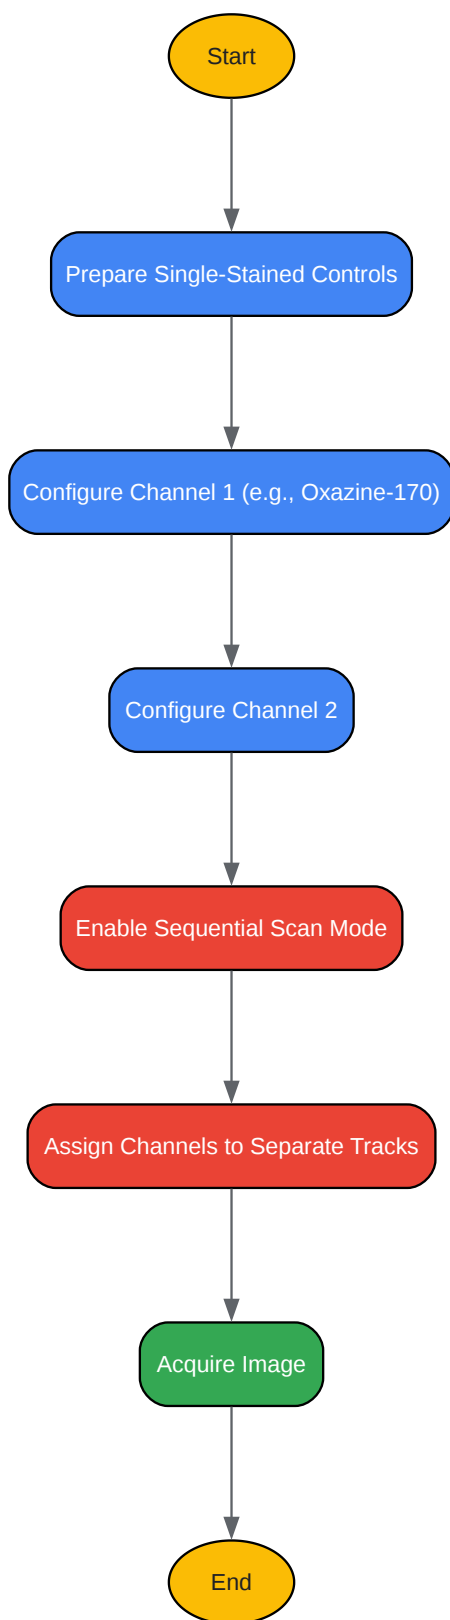 Start
Prepare Single-Stained Controls
Configure Channel 1 (e.g., Oxazine-170)
Configure Channel 2
Enable Sequential Scan Mode
Assign Channels to Separate Tracks
Acquire Image
End